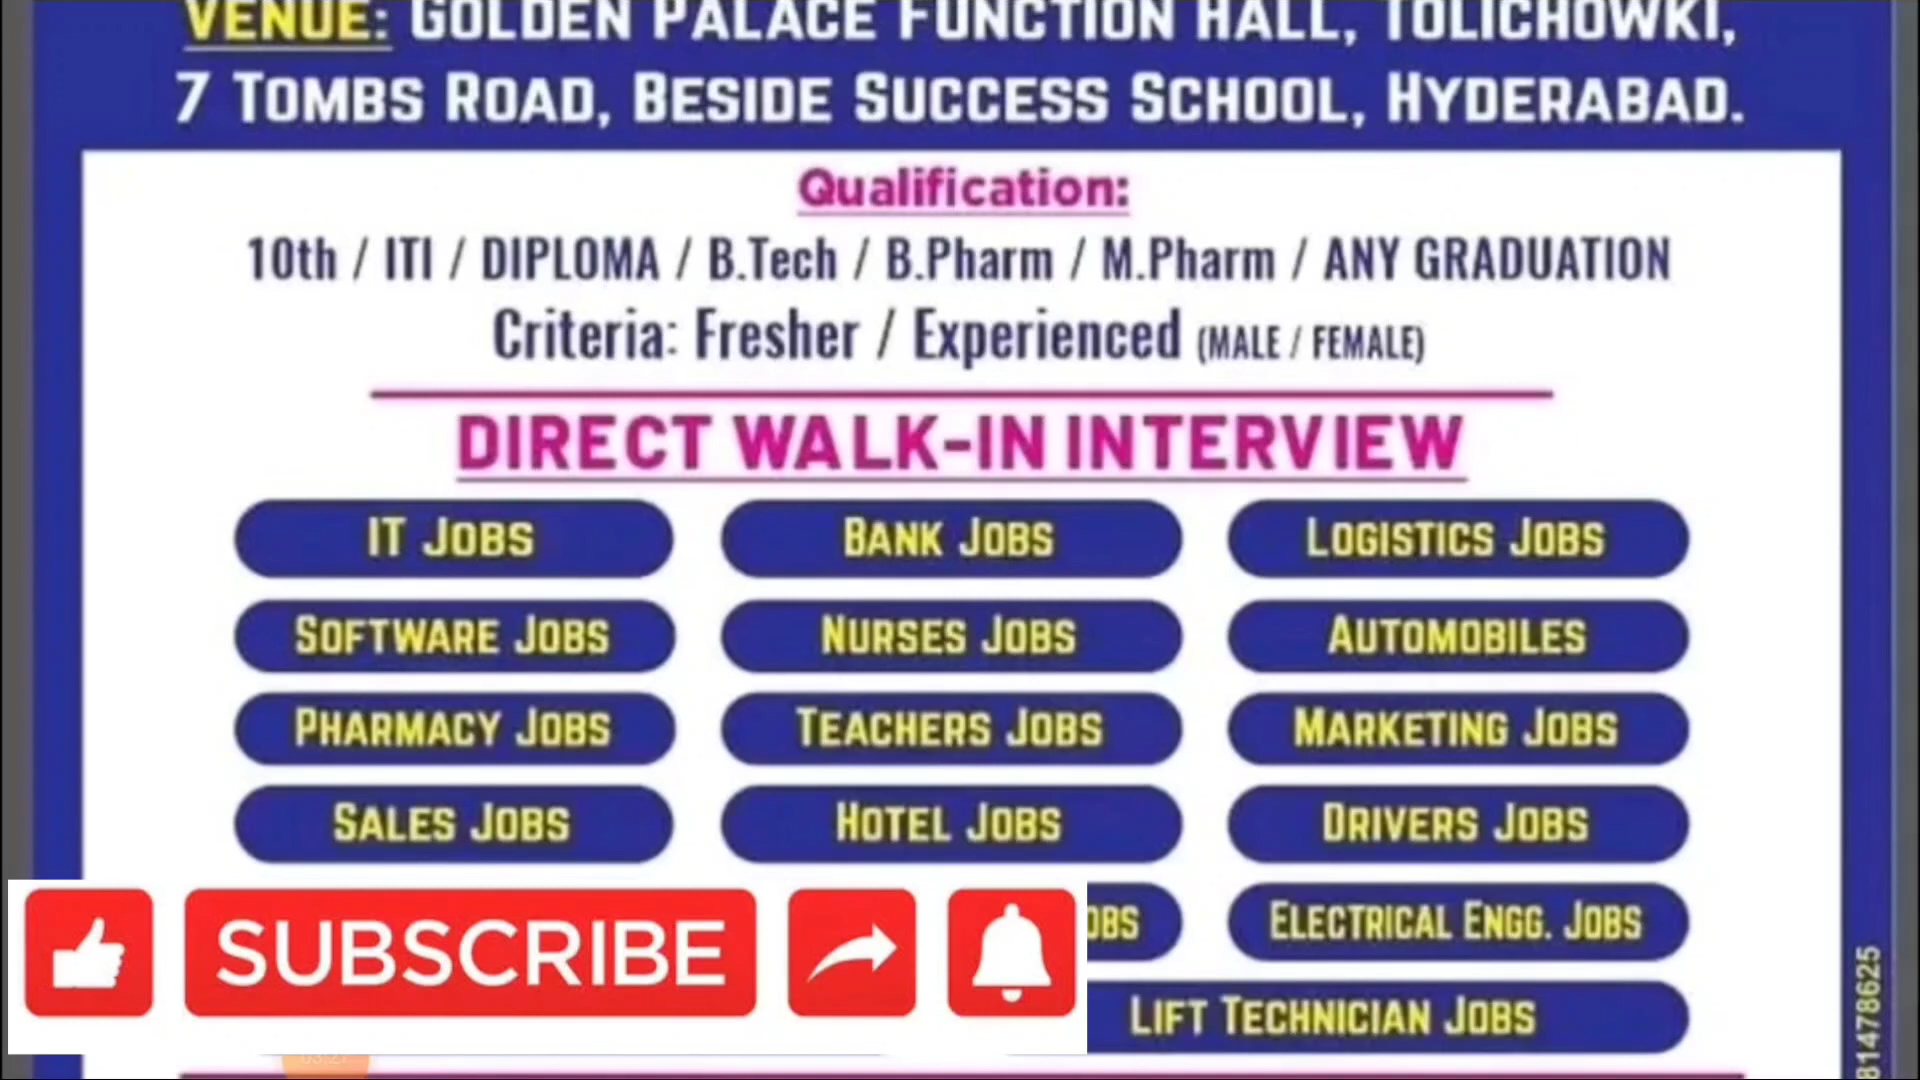 VENUE: GOLDEN PALACE FUNCTION HALL, TOLICHOWKI,
7 TOMBS ROAD, BESIDE SUCCESS SCHOOL, HYDERABAD.
Qualification:
10th / ITI / DIPLOMA / B.Tech / B.Pharm / M.Pharm / ANY GRADUATION
Criteria: Fresher / Experienced (MALE / FEMALE)
DIRECT WALK-IN INTERVIEW
IT JOBS
BANK JOBS
LOGISTICS JOBS
SOFTWARE JOBS
NURSES JOBS
AUTOMOBILES
PHARMACY JOBS
TEACHERS JOBS
MARKETING JOBS
SALES JOBS
HOTEL JOBS
DRIVERS JOBS
ELECTRICAL ENGG. JOBS
SUBSCRIBE
LIFT TECHNICIAN JOBS
81478625